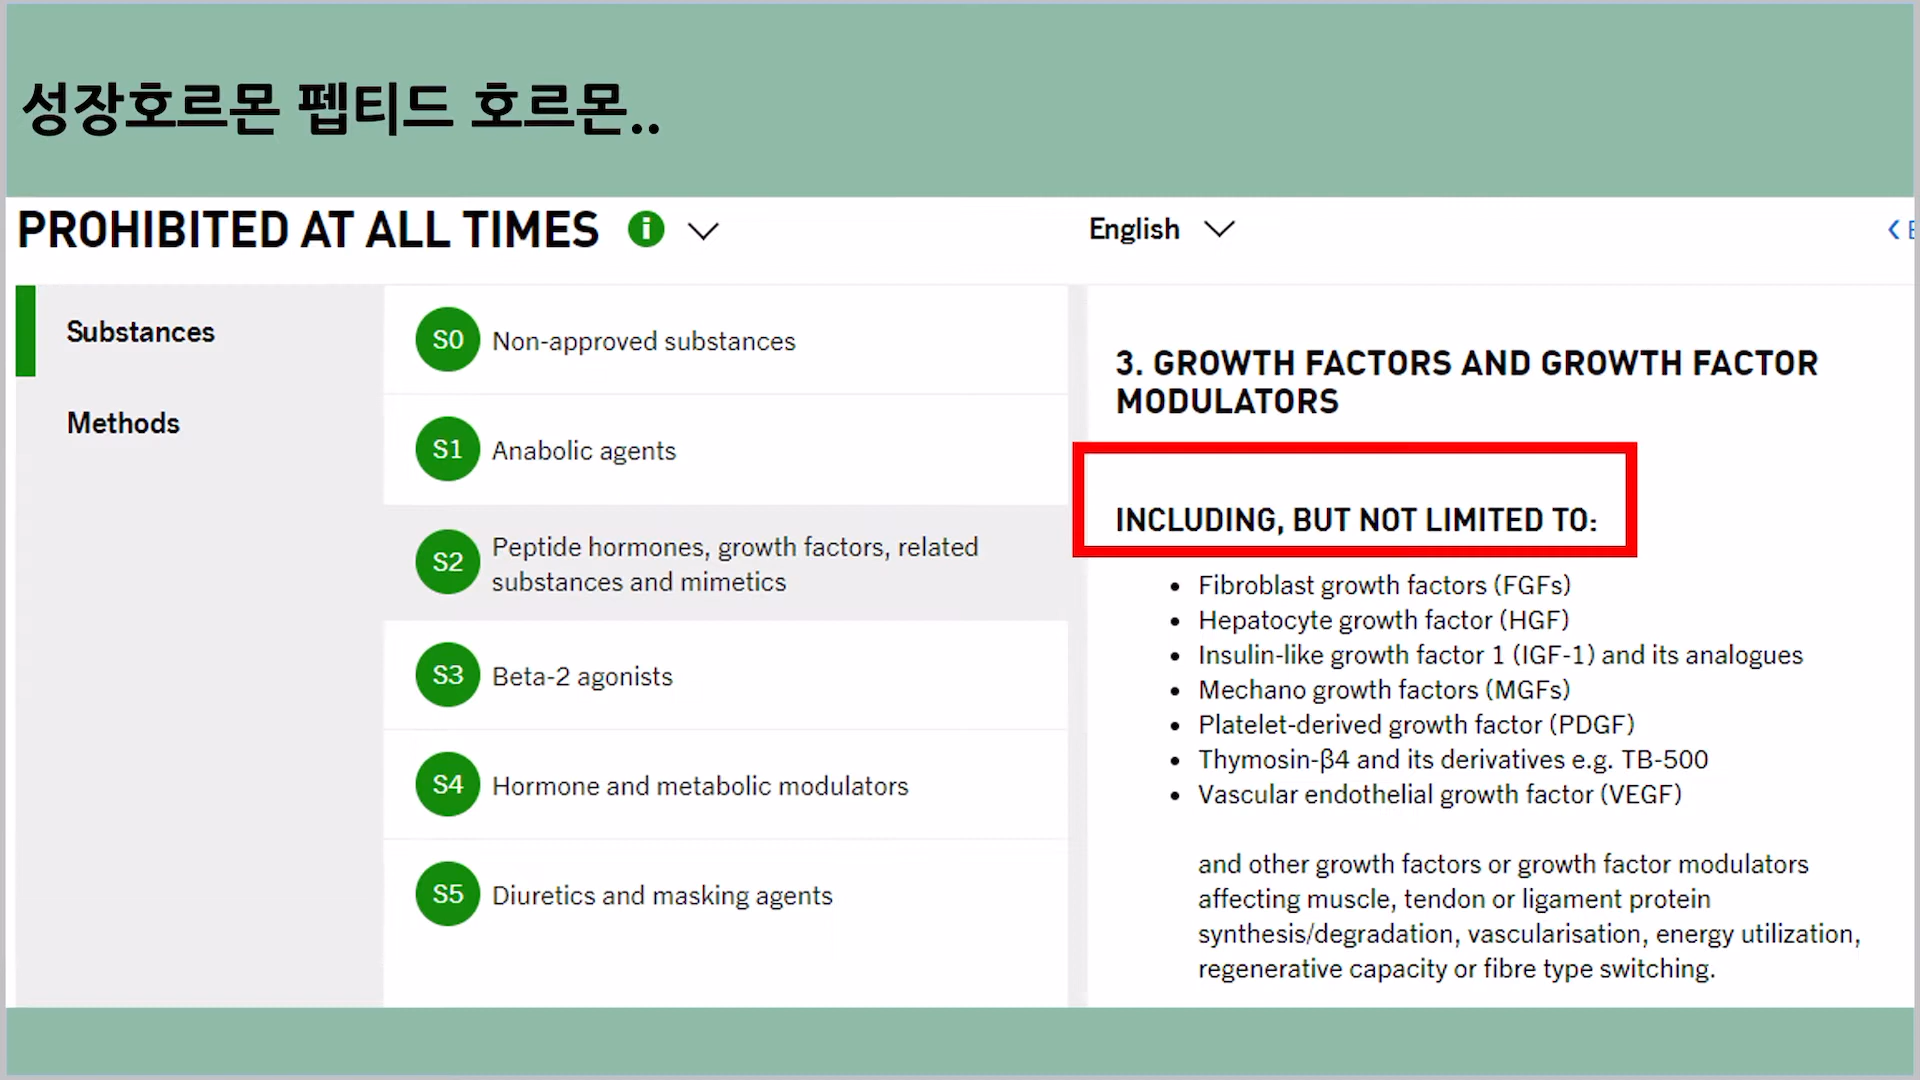 성장호르몬 펩티드 호르몬..
PROHIBITED AT ALL TIMES i
English
Substances
Methods
S0 Non-approved substances
S1 Anabolic agents
S2 Peptide hormones, growth factors, related
substances and mimetics
S3 Beta-2 agonists
S4 Hormone and metabolic modulators
S5 Diuretics and masking agents
3. GROWTH FACTORS AND GROWTH FACTOR
MODULATORS
INCLUDING, BUT NOT LIMITED TO:
• Fibroblast growth factors (FGFs)
• Hepatocyte growth factor (HGF)
• Insulin-like growth factor 1 (IGF-1) and its analogues
• Mechano growth factors (MGFs)
• Platelet-derived growth factor (PDGF)
• Thymosin-β4 and its derivatives e.g. TB-500
• Vascular endothelial growth factor (VEGF)
and other growth factors or growth factor modulators
affecting muscle, tendon or ligament protein
synthesis/degradation, vascularisation, energy utilization,
regenerative capacity or fibre type switching.